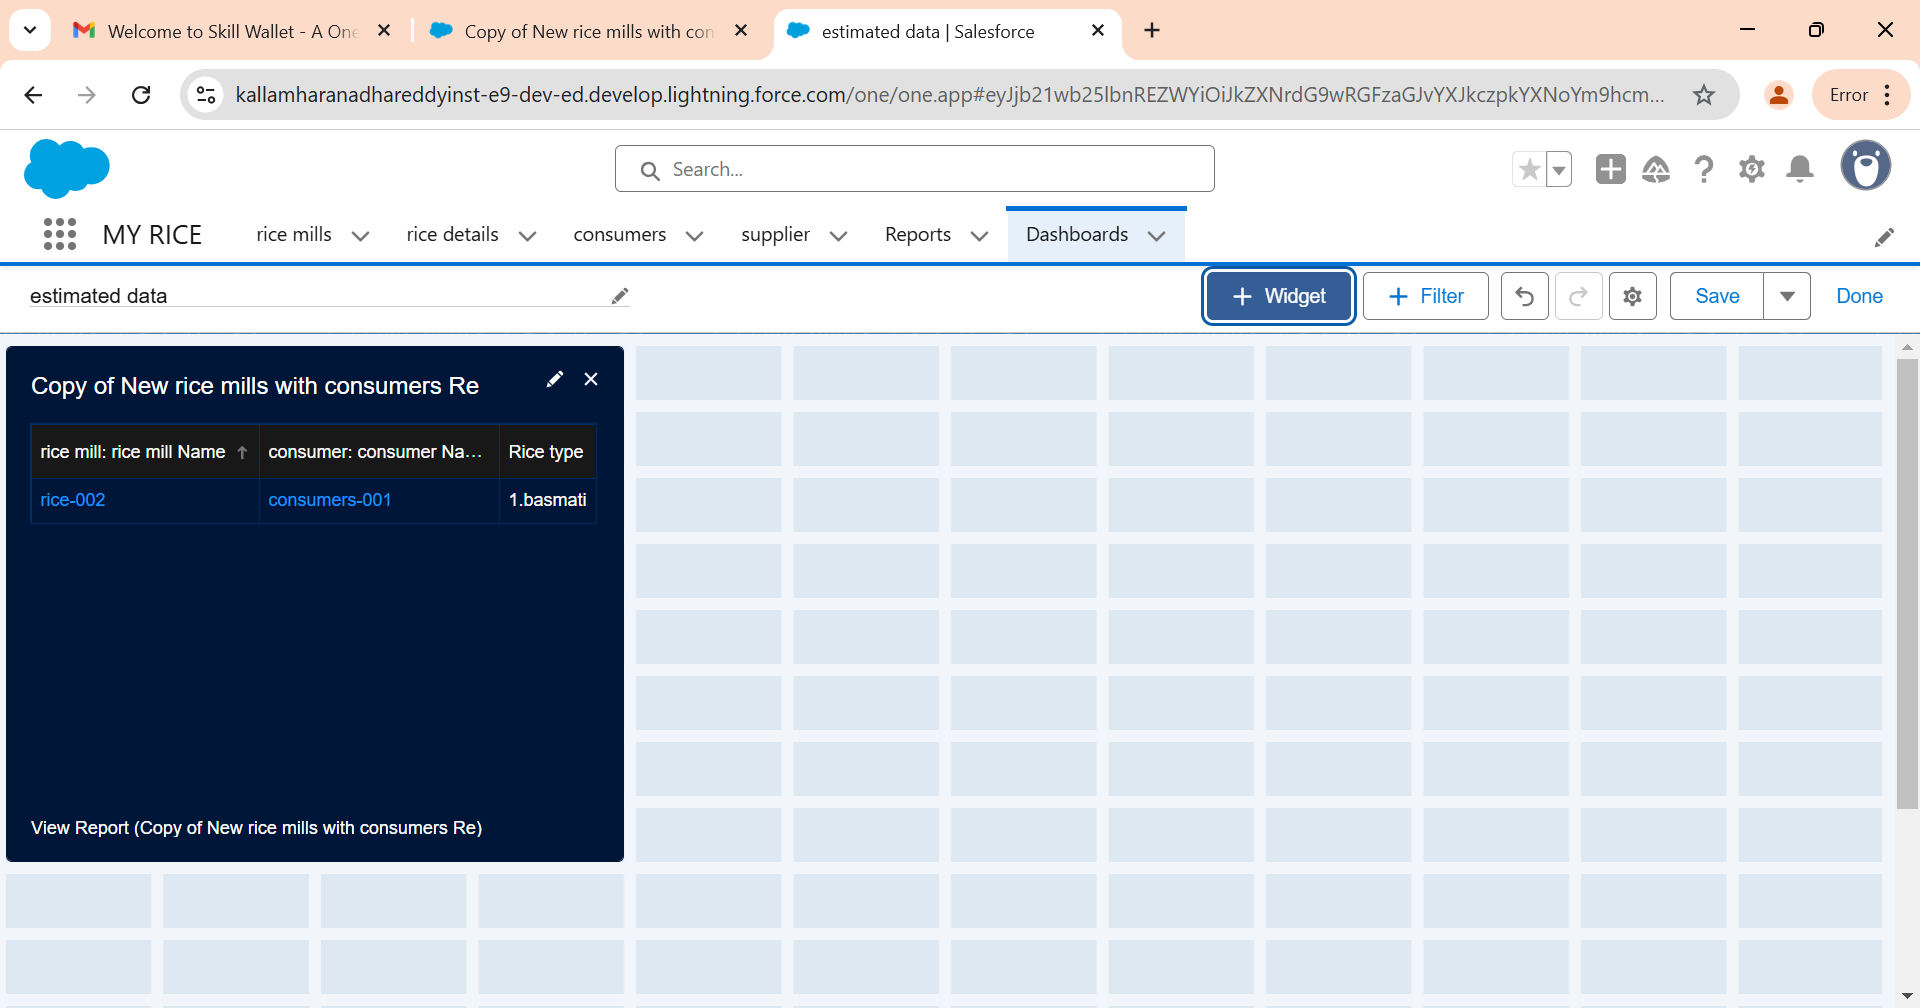 Welcome to Skill Wallet - A One
Copy of New rice mills with con
estimated data | Salesforce
kallamharanadhareddyinst-e9-dev-ed.develop.lightning.force.com/one/one.app#eyJjb21wb25lbnREZWYiOiJkZXNrdG9wRGFzaGJvYXJkczpkYXNoYm9hcm...
Error
Search...
MY RICE
rice mills
rice details
consumers
supplier
Reports
Dashboards
estimated data
+ Widget
+ Filter
Save
Done
Copy of New rice mills with consumers Re
rice mill: rice mill Name ↑
consumer: consumer Na...
Rice type
rice-002
consumers-001
1.basmati
View Report (Copy of New rice mills with consumers Re)